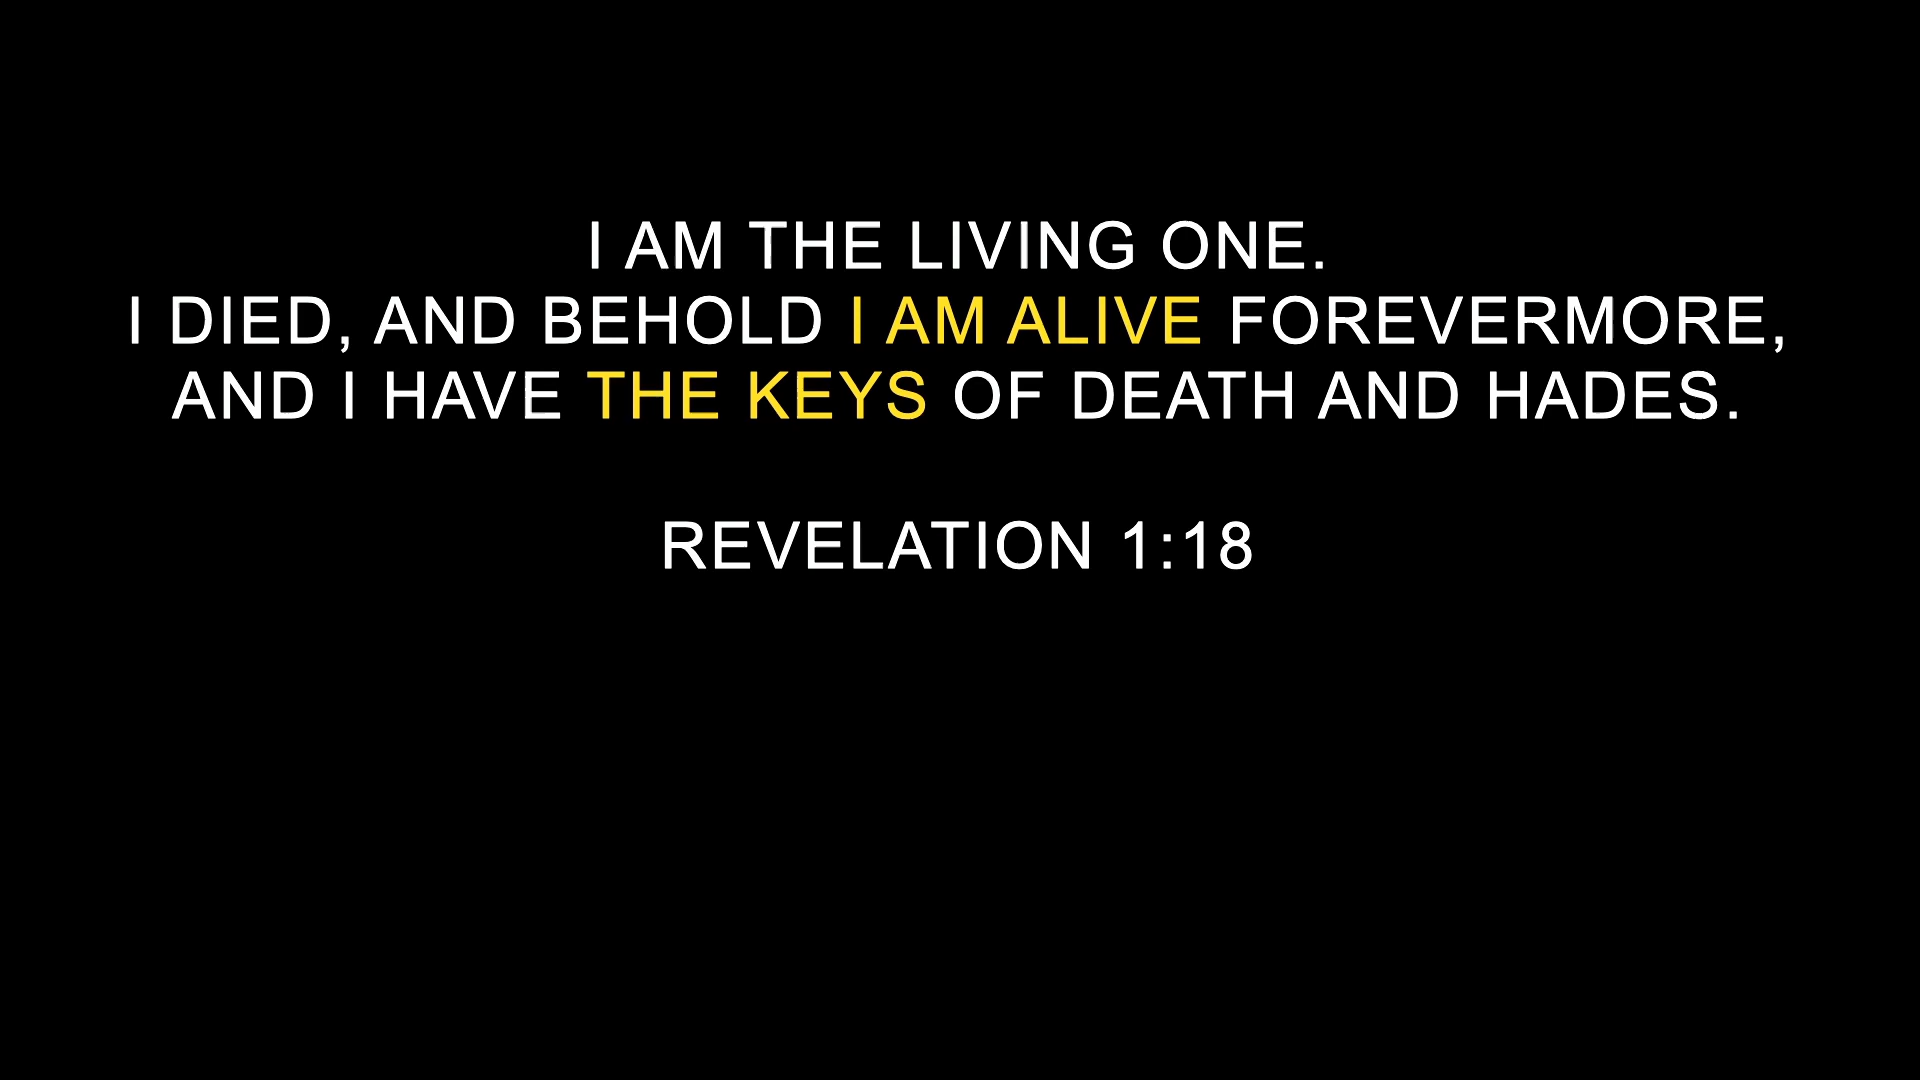 I AM THE LIVING ONE.
I DIED, AND BEHOLD I AM ALIVE FOREVERMORE,
AND I HAVE THE KEYS OF DEATH AND HADES.
REVELATION 1:18